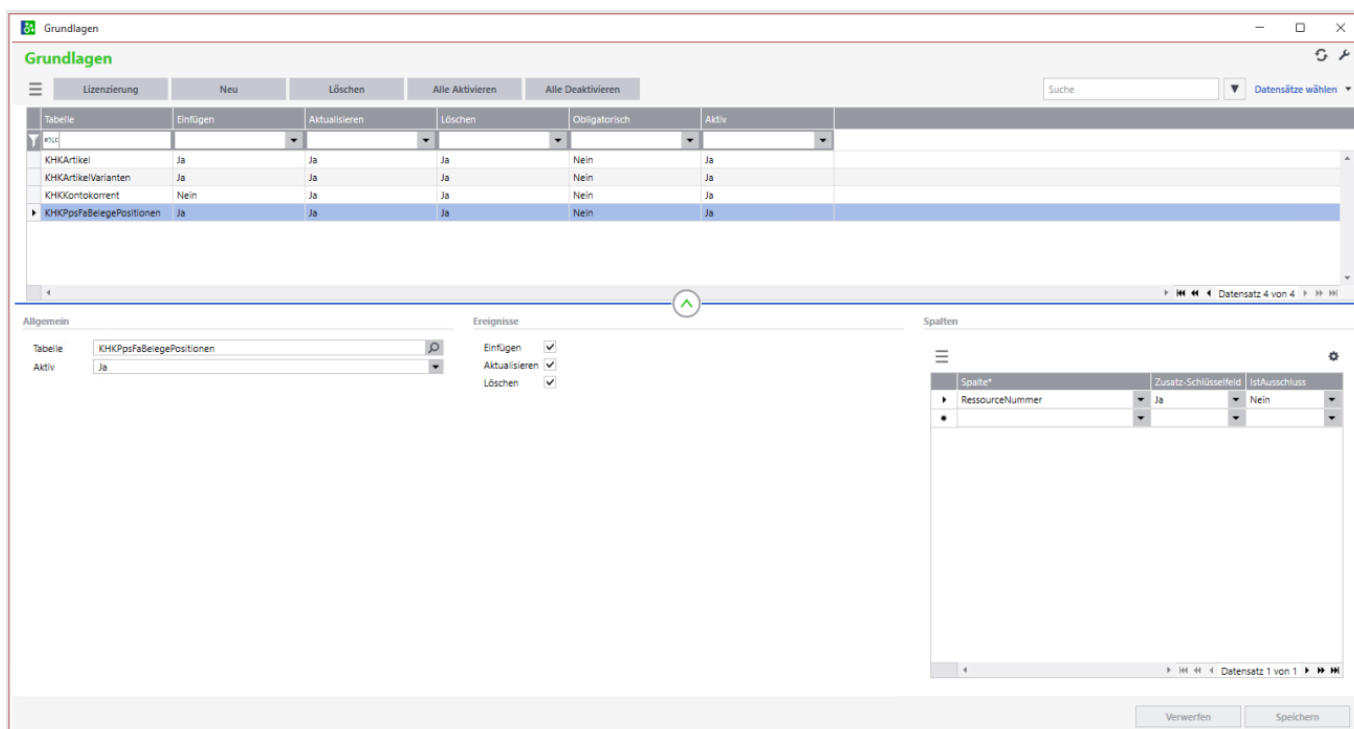 Grundlagen
Grundlagen
Lizenzierung Neu Löschen Alle Aktivieren Alle Deaktivieren Suche Datensätze wählen
Tabelle Einfügen Aktualisieren Löschen Obligatorisch Aktiv
KHKArtikel Ja Ja Ja Nein Ja
KHKArtikelVarianten Ja Ja Ja Nein Ja
KHKKontokorrent Nein Ja Ja Nein Ja
KHKPpsFaBelegePositionen Ja Ja Ja Nein Ja
Datensatz 4 von 4
Allgemein Ereignisse Spalten
Tabelle KHKPpsFaBelegePositionen Einfügen
Aktiv Ja Aktualisieren
Löschen
Spalte* Zusatz-Schlüsselfeld IstAusschluss
RessourceNummer Ja Nein
Datensatz 1 von 1
Verwerfen Speichern